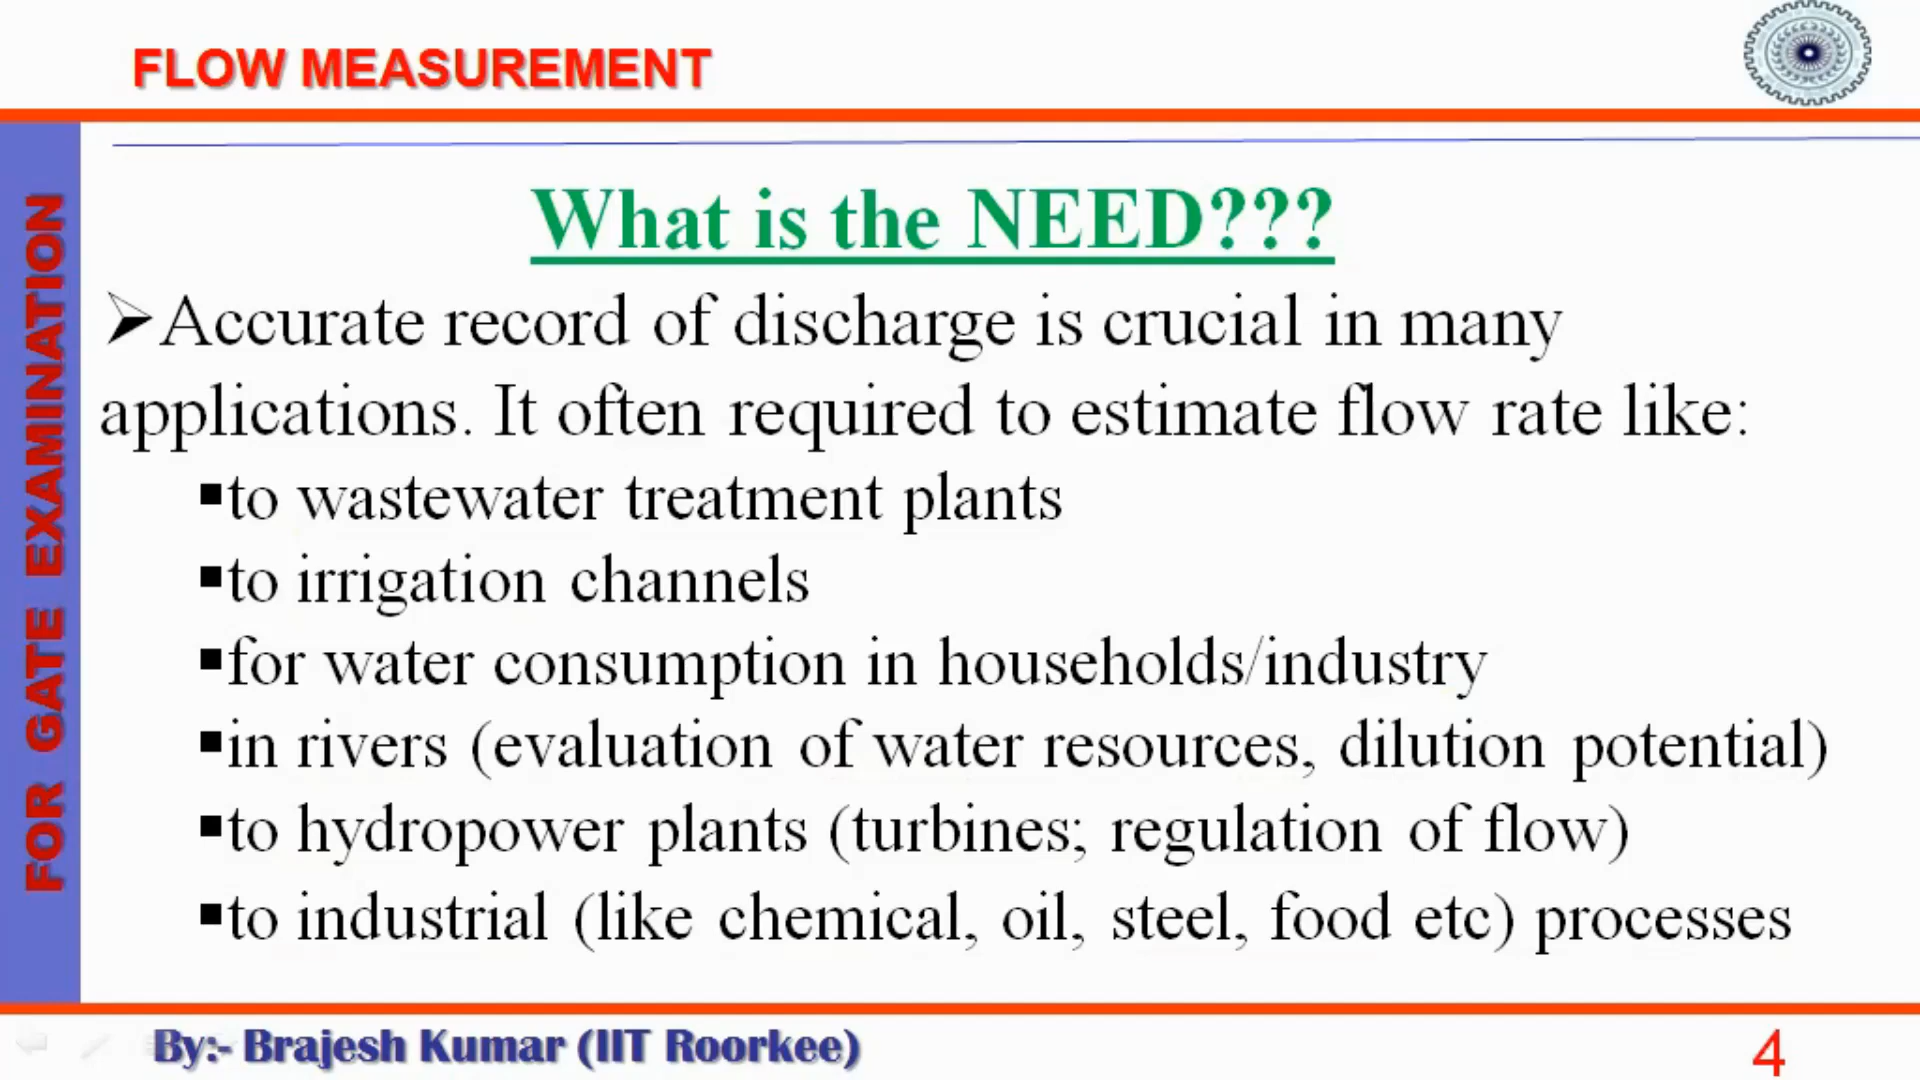 FLOW MEASUREMENT
FOR GATE EXAMINATION
What is the NEED???
➢Accurate record of discharge is crucial in many
applications. It often required to estimate flow rate like:
▪to wastewater treatment plants
▪to irrigation channels
▪for water consumption in households/industry
▪in rivers (evaluation of water resources, dilution potential)
▪to hydropower plants (turbines; regulation of flow)
▪to industrial (like chemical, oil, steel, food etc) processes
By:- Brajesh Kumar (IIT Roorkee)
4